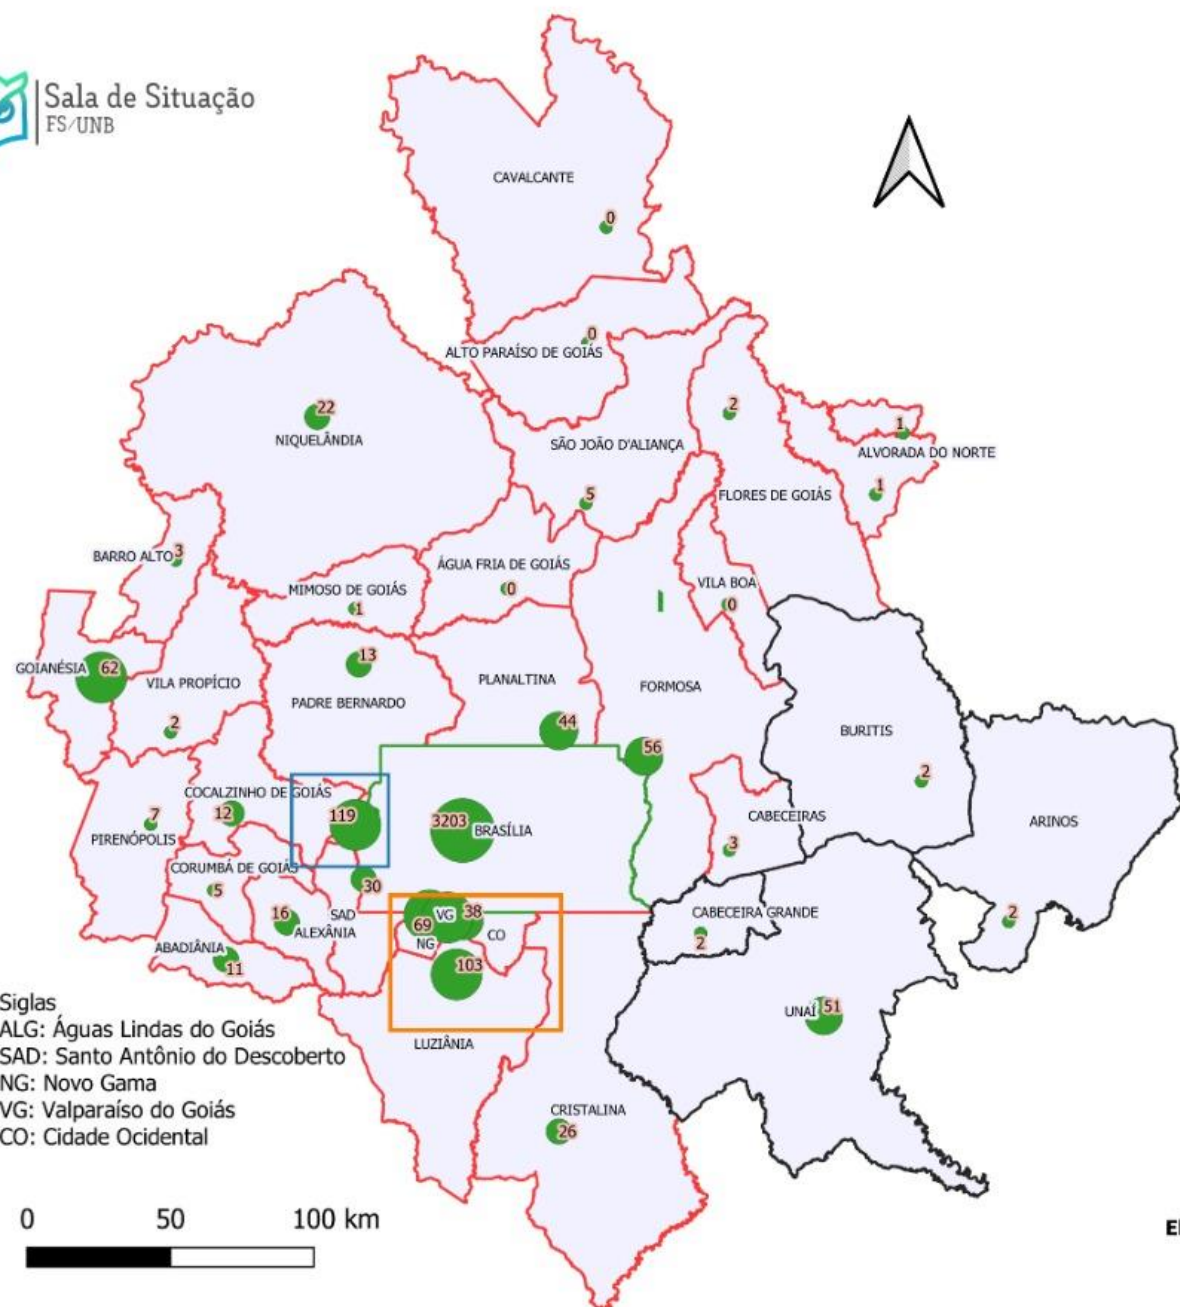 Sala de Situação
FS/UNB
CAVALCANTE
0
0
ALTO PARAÍSO DE GOIÁS
22
NIQUELÂNDIA
2
1
SÃO JOÃO D'ALIANÇA
ALVORADA DO NORTE
5
FLORES DE GOIÁS
1
BARRO ALTO
3
ÁGUA FRIA DE GOIÁS
0
MIMOSO DE GOIÁS
1
VILA BOA
0
GOIANÉSIA
62
VILA PROPÍCIO
2
13
PADRE BERNARDO
PLANALTINA
44
FORMOSA
56
BURITIS
2
COCALZINHO DE GOIÁS
12
119
3203
BRASÍLIA
CABECEIRAS
3
ARINOS
2
7
PIRENÓPOLIS
CORUMBÁ DE GOIÁS
5
30
16
SAD
ALEXÂNIA
VG
38
69
NG
CO
CABECEIRA GRANDE
2
ABADIÂNIA
11
103
LUZIÂNIA
UNAÍ
51
Siglas
ALG: Águas Lindas do Goiás
SAD: Santo Antônio do Descoberto
NG: Novo Gama
VG: Valparaíso do Goiás
CO: Cidade Ocidental
CRISTALINA
26
0 50 100 km